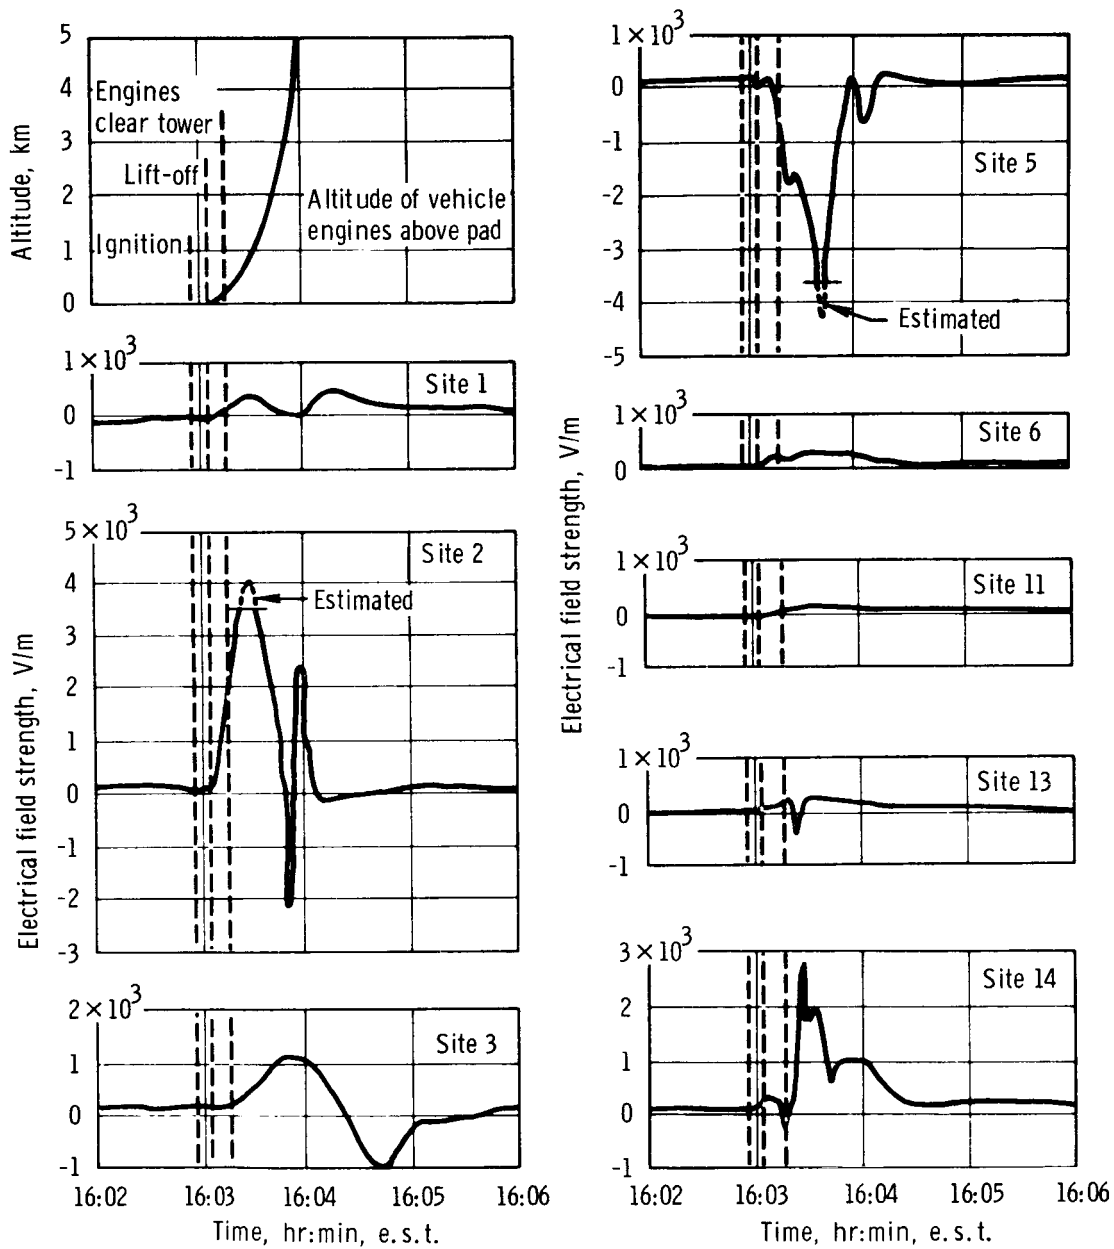 5
4
3
2
1
0
Altitude, km
Engines
clear tower
Lift-off
Ignition
Altitude of vehicle
engines above pad
1 × 10³
0
-1
Site 1
5 × 10³
4
3
2
1
0
-1
-2
-3
Site 2
Estimated
Electrical field strength, V/m
2 × 10³
1
0
-1
Site 3
16:02 16:03 16:04 16:05 16:06
Time, hr:min, e.s.t.
1 × 10³
0
-1
-2
-3
-4
-5
Site 5
Estimated
Electrical field strength, V/m
1 × 10³
0
Site 6
1 × 10³
0
-1
Site 11
1 × 10³
0
-1
Site 13
3 × 10³
2
1
0
-1
Site 14
16:02 16:03 16:04 16:05 16:06
Time, hr:min, e.s.t.